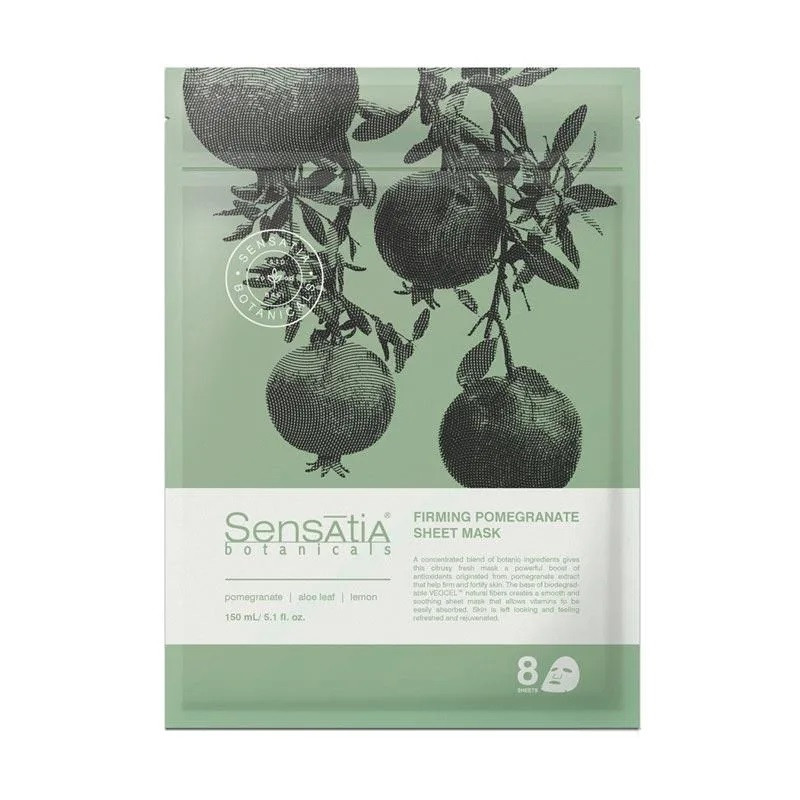 SENSATIA
BOTANICALS
Sensatia®
botanicals
pomegranate | aloe leaf | lemon
150 mL/ 5.1 fl. oz.
FIRMING POMEGRANATE
SHEET MASK
A concentrated blend of botanic ingredients gives
this citrusy fresh mask a powerful boost of
antioxidants originated from pomegranate extract
that help firm and fortify skin. The base of biodegrad-
able VEOCEL™ natural fibers creates a smooth and
soothing sheet mask that allows vitamins to be
easily absorbed. Skin is left looking and feeling
refreshed and rejuvenated.
8
SHEETS